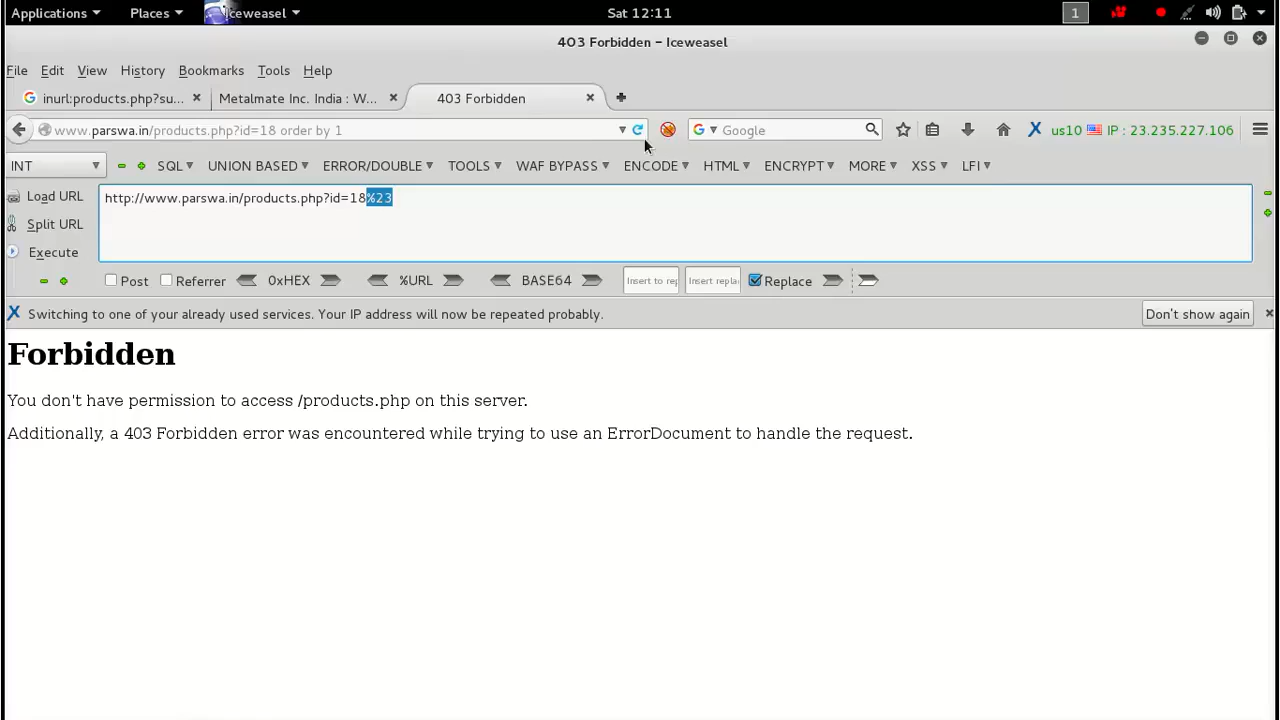 Applications Places Iceweasel Sat 12:11 1
403 Forbidden - Iceweasel
File Edit View History Bookmarks Tools Help
inurl:products.php?su... Metalmate Inc. India : W... 403 Forbidden
www.parswa.in/products.php?id=18 order by 1 Google us10 IP : 23.235.227.106
INT SQL UNION BASED ERROR/DOUBLE TOOLS WAF BYPASS ENCODE HTML ENCRYPT MORE XSS LFI
Load URL http://www.parswa.in/products.php?id=18%23
Split URL
Execute
Post Referrer 0xHEX %URL BASE64 Insert to rep Insert repla Replace
Switching to one of your already used services. Your IP address will now be repeated probably. Don't show again
Forbidden
You don't have permission to access /products.php on this server.
Additionally, a 403 Forbidden error was encountered while trying to use an ErrorDocument to handle the request.